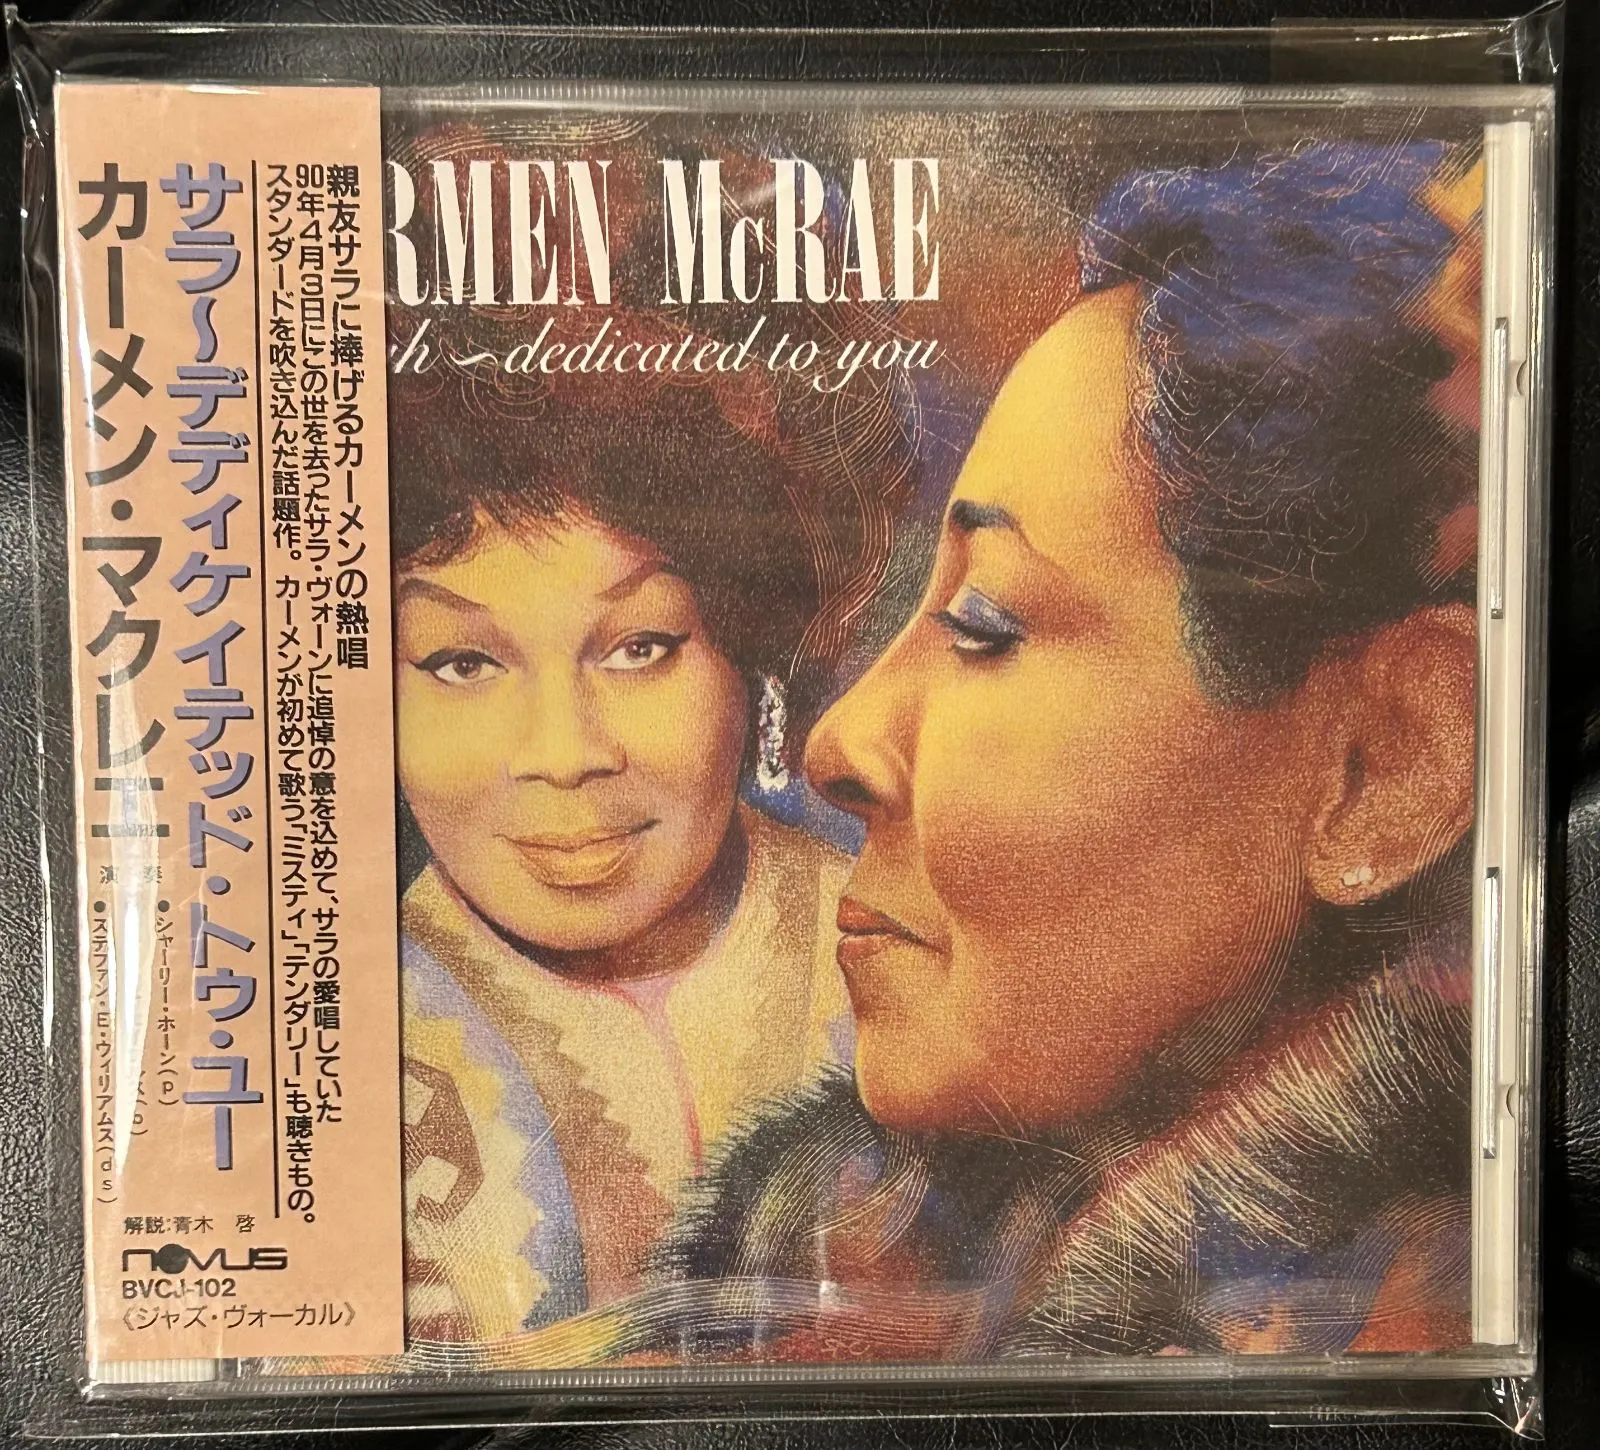 親友サラに捧げるカーメンの熱唱
90年4月3日にこの世を去ったサラ・ヴォーンに追悼の意を込めて、サラの愛唱していた
スタンダードを吹き込んだ話題作。カーメンが初めて歌う「ミスティ」「テンダリー」も聴きもの。
サラ〜デディケイテッド・トゥ・ユー
カーメン・マクレエ
演奏
●シャーリー・ホーン(p)
●ステファン・E・ウィリアムス(ds)
解説:青木 啓
NOVUS
BVCJ-102
《ジャズ・ヴォーカル》
RMEN McRAE
ah ~ dedicated to you